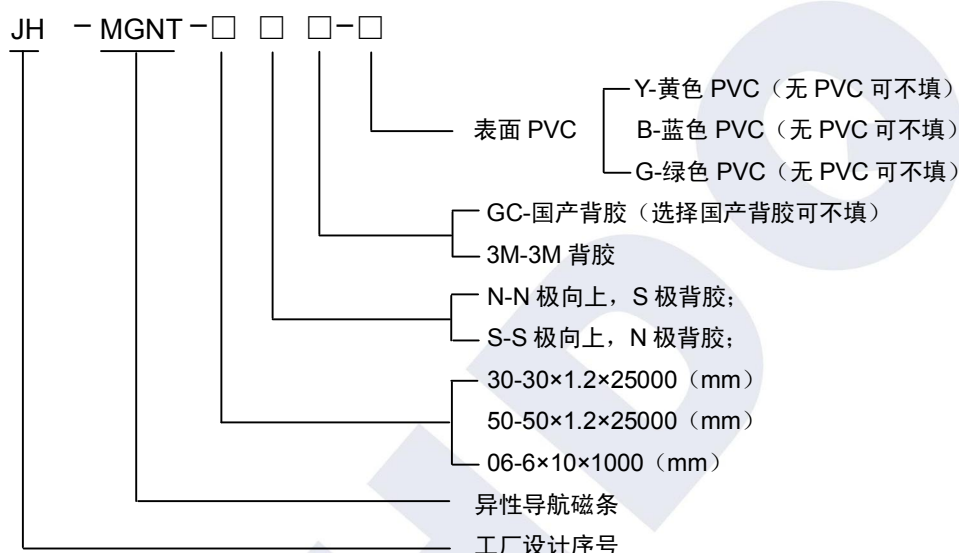 JH －MGNT－□ □ □－□
Y-黄色 PVC（无 PVC 可不填）
表面 PVC
B-蓝色 PVC（无 PVC 可不填）
G-绿色 PVC（无 PVC 可不填）
GC-国产背胶（选择国产背胶可不填）
3M-3M 背胶
N-N 极向上，S 极背胶；
S-S 极向上，N 极背胶；
30-30×1.2×25000（mm）
50-50×1.2×25000（mm）
06-6×10×1000（mm）
异性导航磁条
工厂设计序号